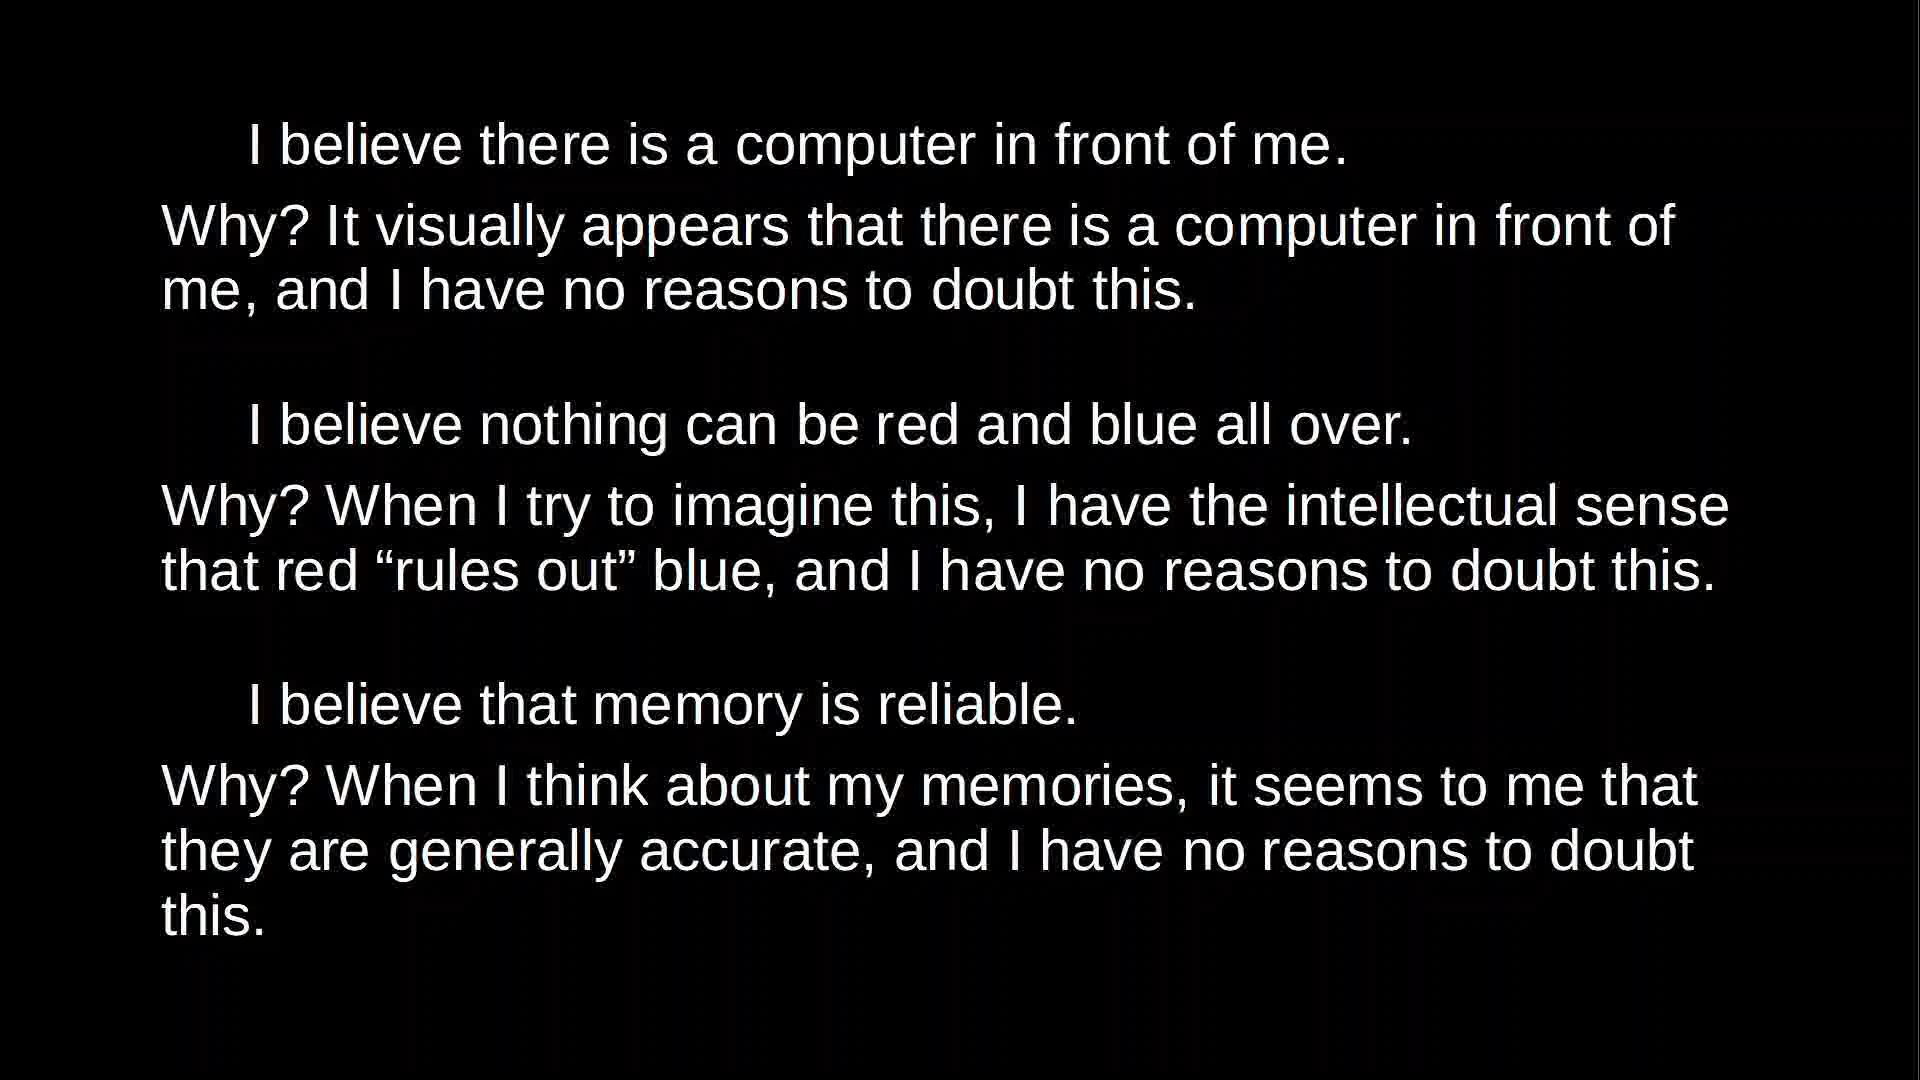 I believe there is a computer in front of me.
Why? It visually appears that there is a computer in front of
me, and I have no reasons to doubt this.
I believe nothing can be red and blue all over.
Why? When I try to imagine this, I have the intellectual sense
that red “rules out” blue, and I have no reasons to doubt this.
I believe that memory is reliable.
Why? When I think about my memories, it seems to me that
they are generally accurate, and I have no reasons to doubt
this.